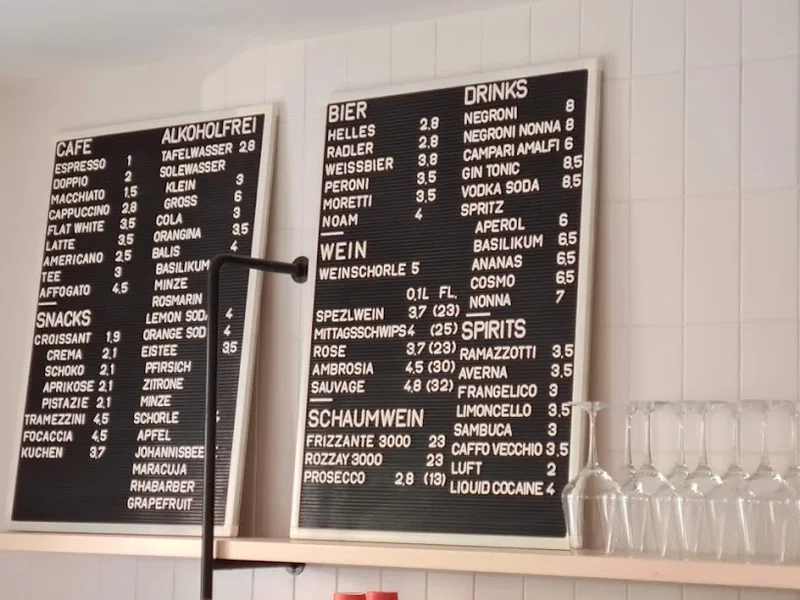 CAFE
ESPRESSO 1
DOPPIO 2
MACCHIATO 1,5
CAPPUCCINO 2,8
FLAT WHITE 3,5
LATTE 3,5
AMERICANO 2,5
TEE 3
AFFOGATO 4,5
SNACKS
CROISSANT 1,9
CREMA 2,1
SCHOKO 2,1
APRIKOSE 2,1
PISTAZIE 2,1
TRAMEZZINI 4,5
FOCACCIA 4,5
KUCHEN 3,7
ALKOHOLFREI
TAFELWASSER 2,8
SOLEWASSER
KLEIN 3
GROSS 6
COLA 3
ORANGINA 3,5
BALIS 4
BASILIKUM
MINZE
ROSMARIN
LEMON SODA 4
ORANGE SOD 4
EISTEE 3,5
PFIRSICH
ZITRONE
MINZE
SCHORLE
APFEL
JOHANNISBEE
MARACUJA
RHABARBER
GRAPEFRUIT
BIER
HELLES 2,8
RADLER 2,8
WEISSBIER 3,8
PERONI 3,5
MORETTI 3,5
NOAM 4
WEIN
WEINSCHORLE 5
0,1L FL.
SPEZLWEIN 3,7 (23)
MITTAGSSCHWIPS 4 (25)
ROSE 3,7 (23)
AMBROSIA 4,5 (30)
SAUVAGE 4,8 (32)
SCHAUMWEIN
FRIZZANTE 3000 23
ROZZAY 3000 23
PROSECCO 2,8 (13)
DRINKS
NEGRONI 8
NEGRONI NONNA 8
CAMPARI AMALFI 6
GIN TONIC 8,5
VODKA SODA 8,5
SPRITZ
APEROL 6
BASILIKUM 6,5
ANANAS 6,5
COSMO 6,5
NONNA 7
SPIRITS
RAMAZZOTTI 3,5
AVERNA 3,5
FRANGELICO 3
LIMONCELLO 3,5
SAMBUCA 3
CAFFO VECCHIO 3,5
LUFT 2
LIQUID COCAINE 4